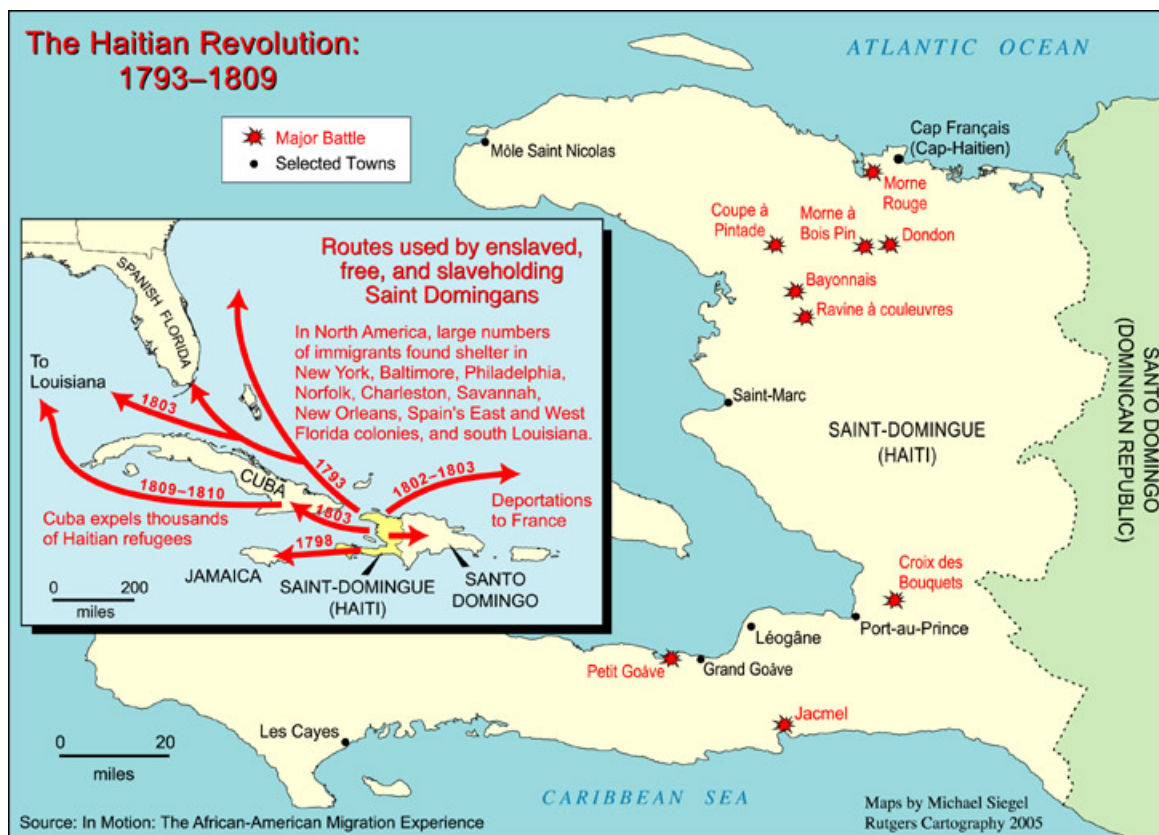 The Haitian Revolution:
1793–1809
ATLANTIC OCEAN
Major Battle
Selected Towns
Môle Saint Nicolas
Cap Français
(Cap-Haitien)
Morne
Rouge
Coupe à
Pintade
Morne à
Bois Pin
Dondon
Bayonnais
Ravine à couleuvres
Saint-Marc
SAINT-DOMINGUE
(HAITI)
SANTO DOMINGO
(DOMINICAN REPUBLIC)
Croix des
Bouquets
Port-au-Prince
Léogâne
Petit Goâve
Grand Goâve
Jacmel
Les Cayes
0 20
miles
CARIBBEAN SEA
Routes used by enslaved,
free, and slaveholding
Saint Domingans
In North America, large numbers
of immigrants found shelter in
New York, Baltimore, Philadelphia,
Norfolk, Charleston, Savannah,
New Orleans, Spain's East and West
Florida colonies, and south Louisiana.
SPANISH FLORIDA
To
Louisiana
1803
1793
1802–1803
CUBA
1809–1810
1803
Deportations
to France
Cuba expels thousands
of Haitian refugees
1798
JAMAICA
SAINT-DOMINGUE
(HAITI)
SANTO
DOMINGO
0 200
miles
Maps by Michael Siegel
Rutgers Cartography 2005
Source: In Motion: The African-American Migration Experience